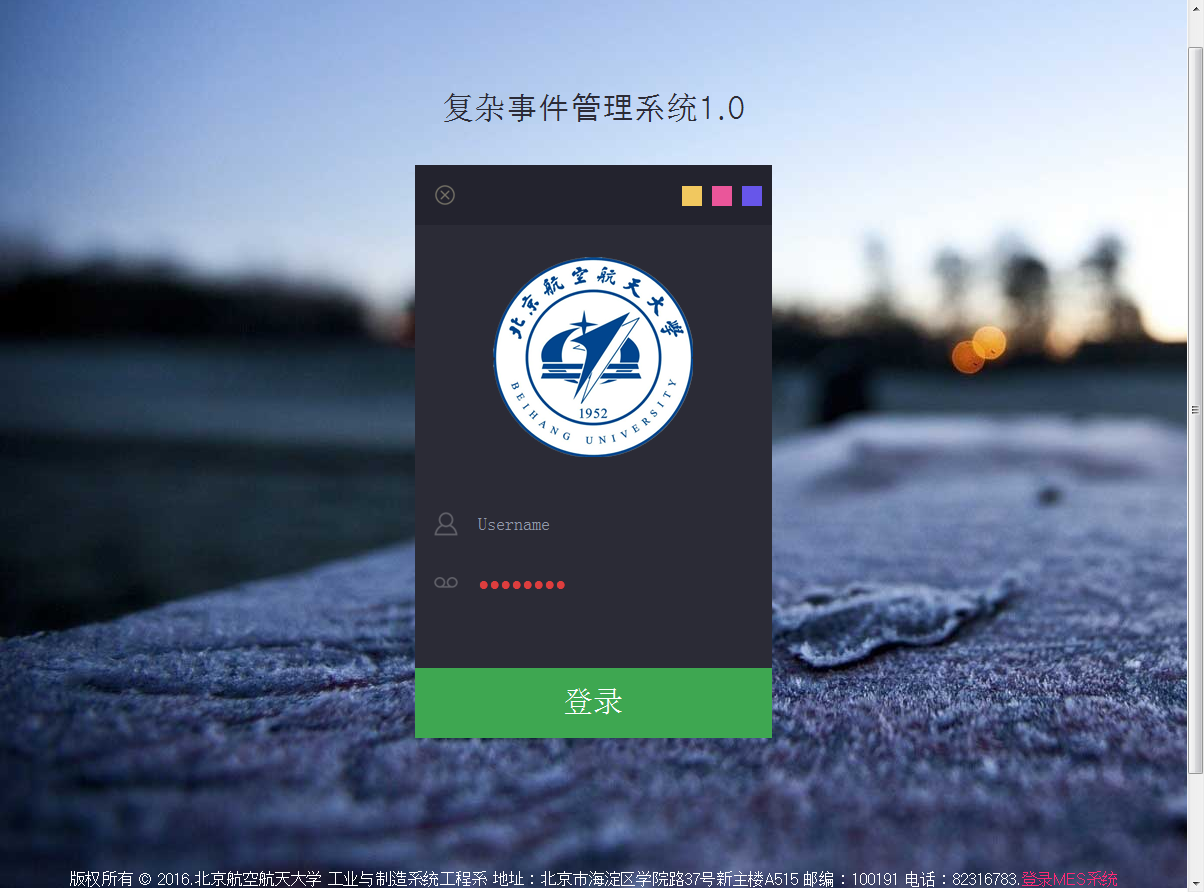 复杂事件管理系统1.0
北京航空航天大学
1952
BEIHANG UNIVERSITY
Username
登录
版权所有 © 2016.北京航空航天大学 工业与制造系统工程系 地址：北京市海淀区学院路37号新主楼A515 邮编：100191 电话：82316783.登录MES系统